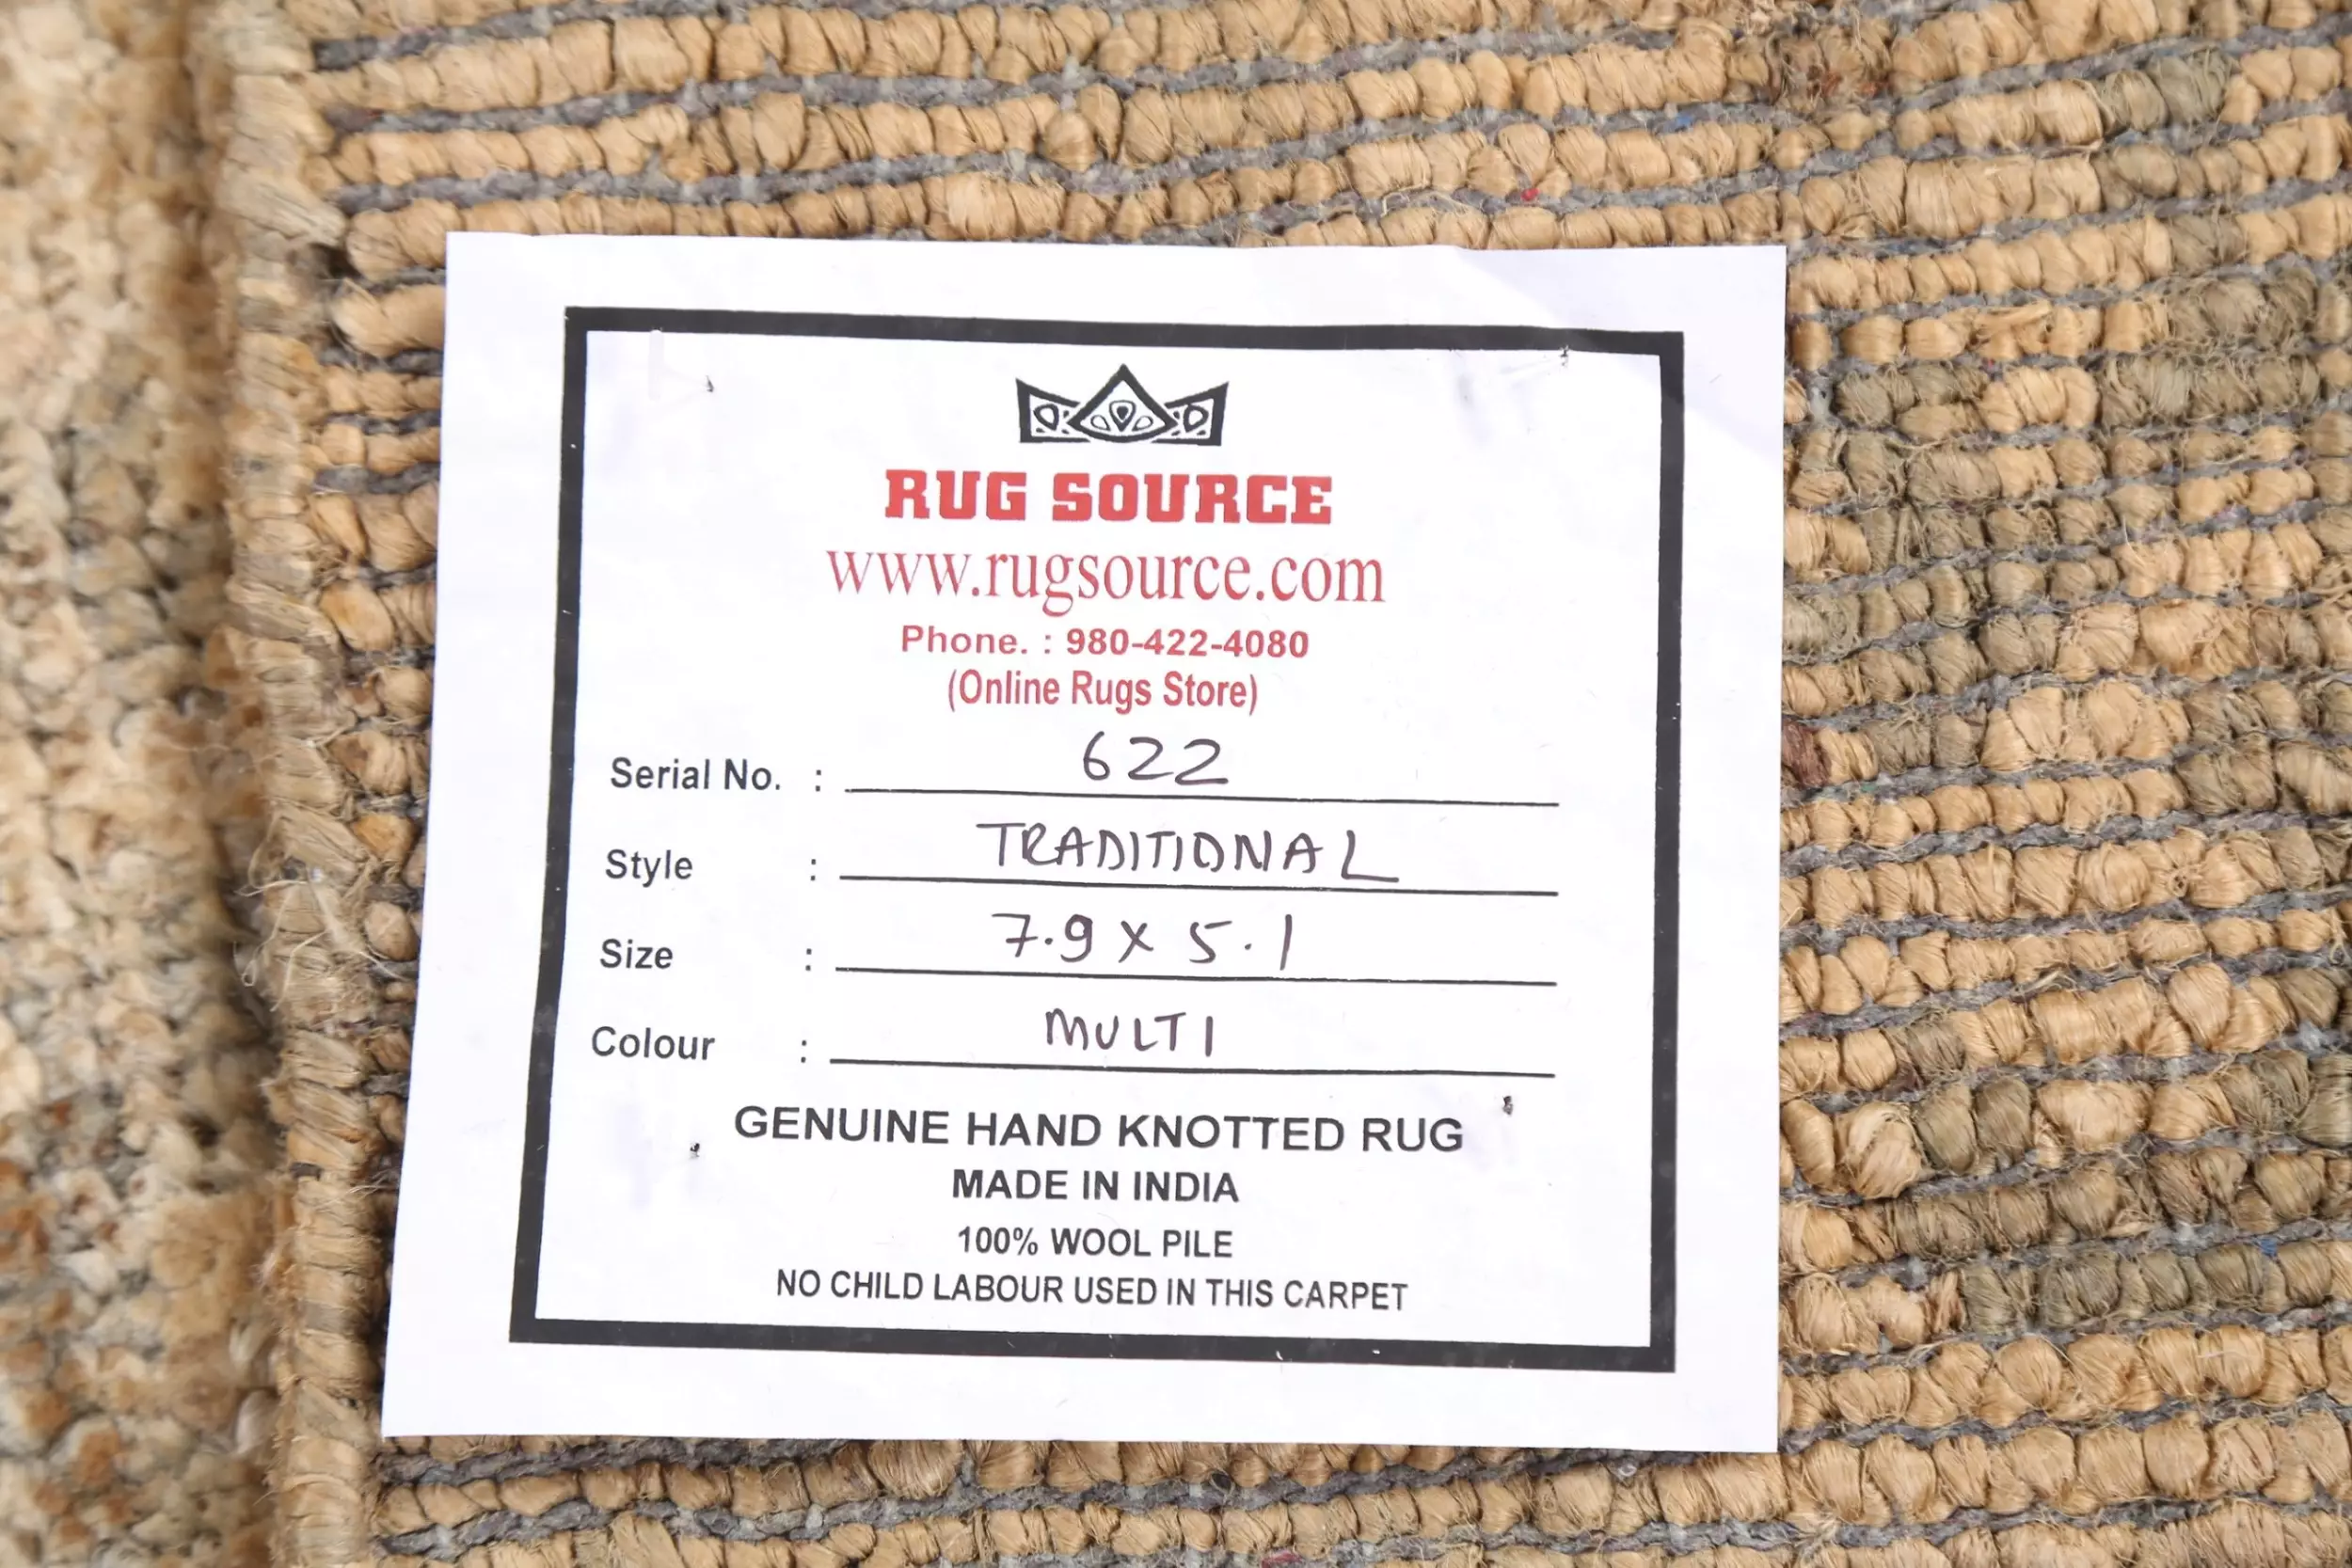 RUG SOURCE
www.rugsource.com
Phone. : 980-422-4080
(Online Rugs Store)
Serial No. : 622
Style : TRADITIONAL
Size : 7.9 x 5.1
Colour : MULTI
GENUINE HAND KNOTTED RUG
MADE IN INDIA
100% WOOL PILE
NO CHILD LABOUR USED IN THIS CARPET